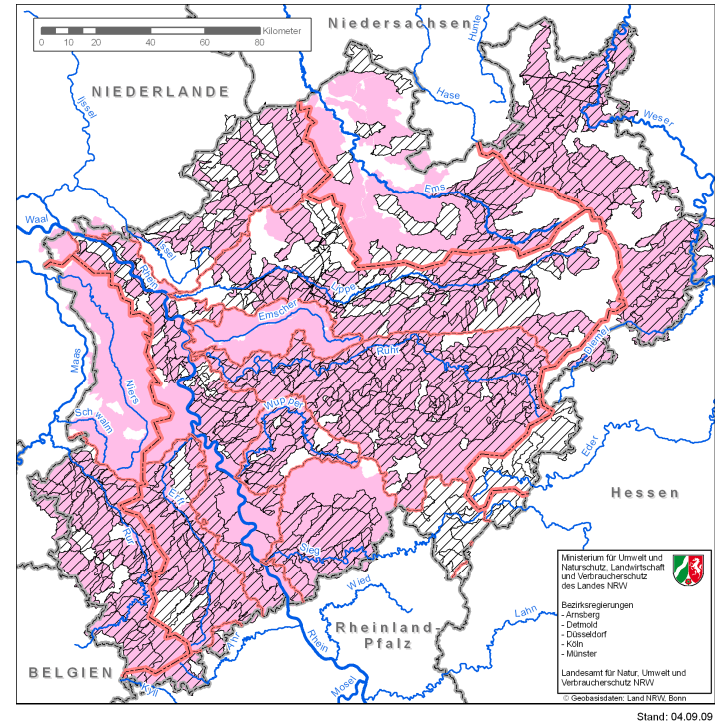 Niedersachsen
Kilometer
0 10 20 40 60 80
NIEDERLANDE
Ijssel
Hunte
Hase
Weser
Ems
Waal
Issel
Rhein
Lippe
Emscher
Ruhr
Diemel
Maas
Niers
Schwalm
Wupper
Eder
Erft
Rur
Hessen
Sieg
Wied
Lahn
Rheinland-
Pfalz
Ahr
Rhein
Mosel
BELGIEN
Kyll
Ministerium für Umwelt und
Naturschutz, Landwirtschaft
und Verbraucherschutz
des Landes NRW
Bezirksregierungen
- Arnsberg
- Detmold
- Düsseldorf
- Köln
- Münster
Landesamt für Natur, Umwelt und
Verbraucherschutz NRW
© Geobasisdaten: Land NRW, Bonn
Stand: 04.09.09